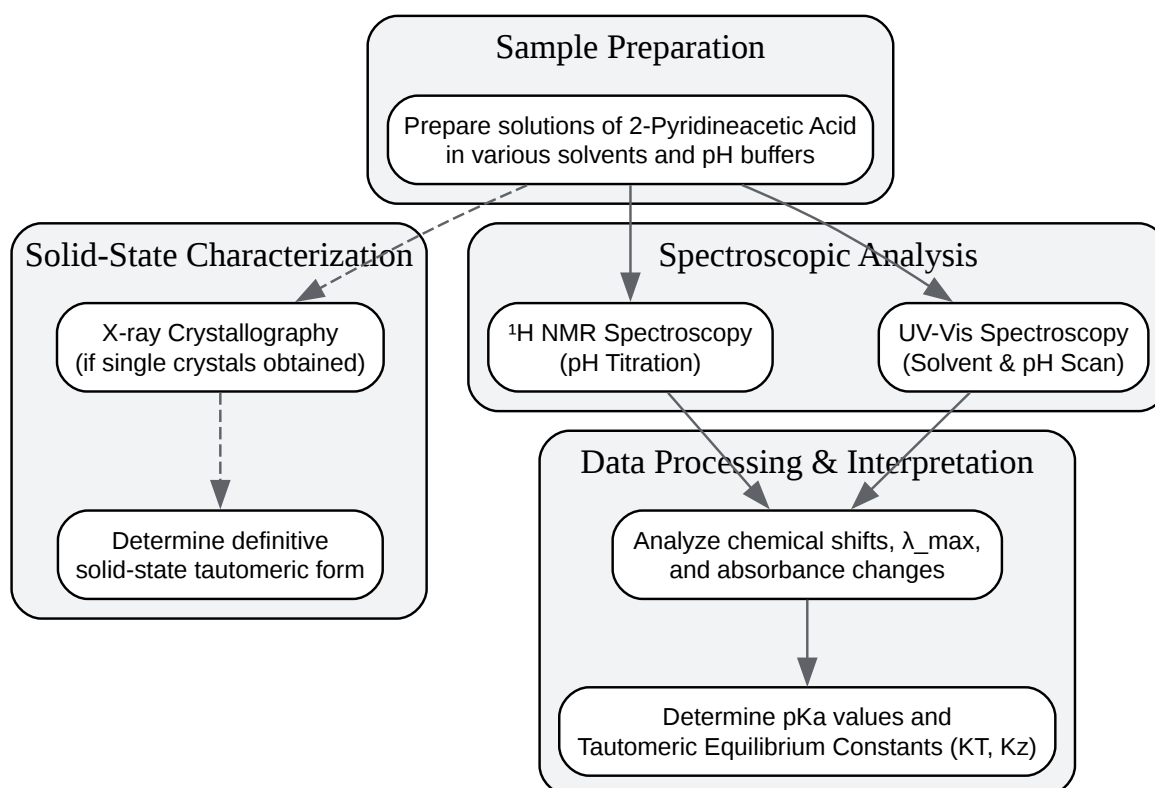 Sample Preparation
Prepare solutions of 2-Pyridineacetic Acid
in various solvents and pH buffers
Solid-State Characterization
X-ray Crystallography
(if single crystals obtained)
Determine definitive
solid-state tautomeric form
Spectroscopic Analysis
¹H NMR Spectroscopy
(pH Titration)
UV-Vis Spectroscopy
(Solvent & pH Scan)
Data Processing & Interpretation
Analyze chemical shifts, λ_max,
and absorbance changes
Determine pKa values and
Tautomeric Equilibrium Constants (KT, Kz)